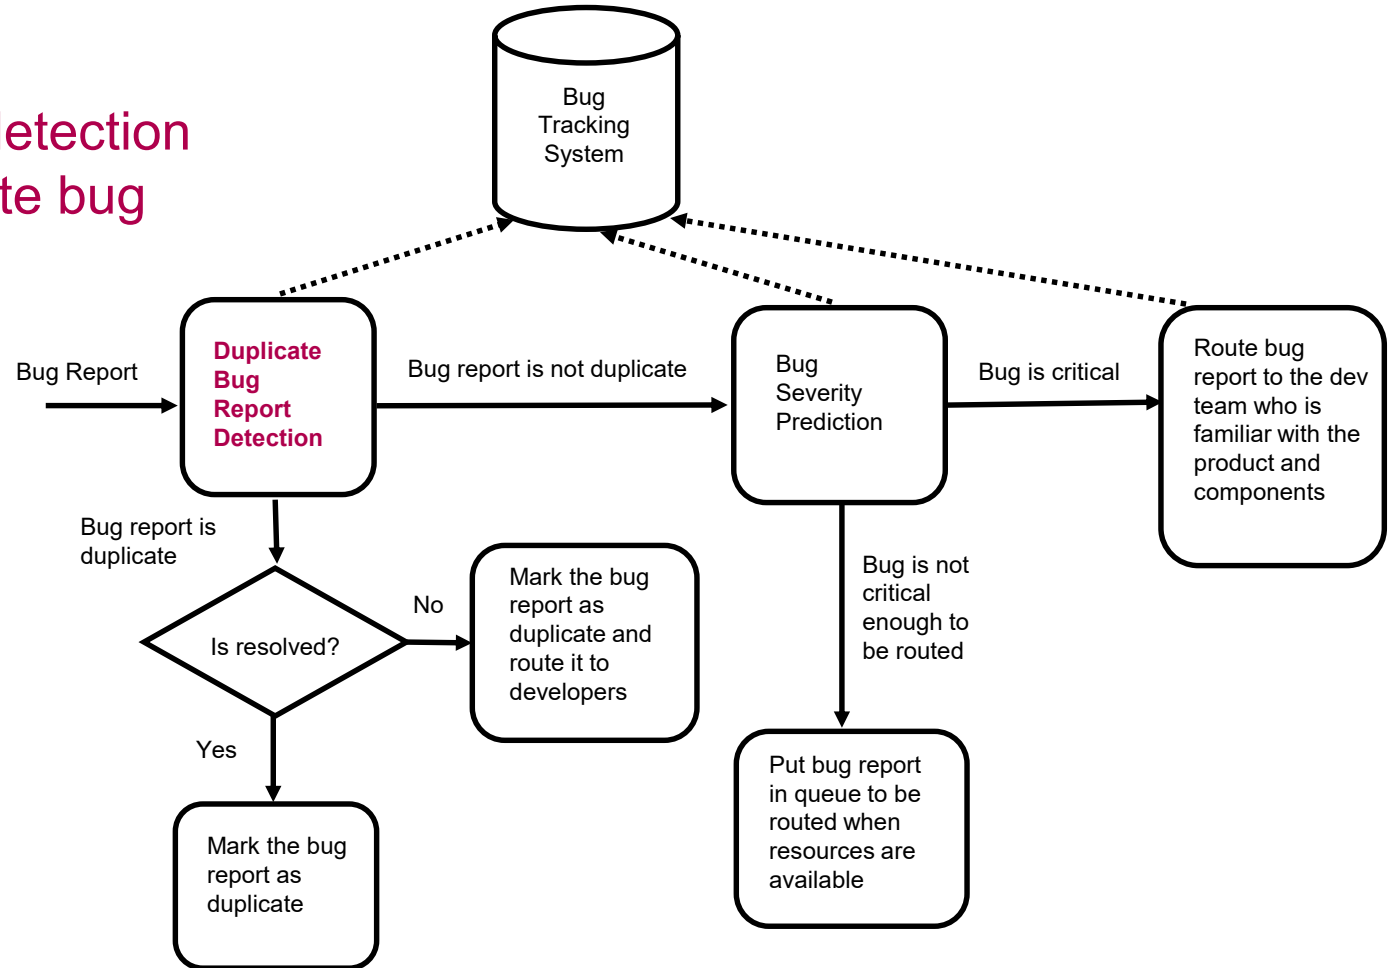 etection
te bug
Bug
Tracking
System
Bug Report
Duplicate
Bug
Report
Detection
Bug report is not duplicate
Bug
Severity
Prediction
Bug is critical
Route bug
report to the dev
team who is
familiar with the
product and
components
Bug report is
duplicate
Is resolved?
No
Mark the bug
report as
duplicate and
route it to
developers
Yes
Mark the bug
report as
duplicate
Bug is not
critical
enough to
be routed
Put bug report
in queue to be
routed when
resources are
available